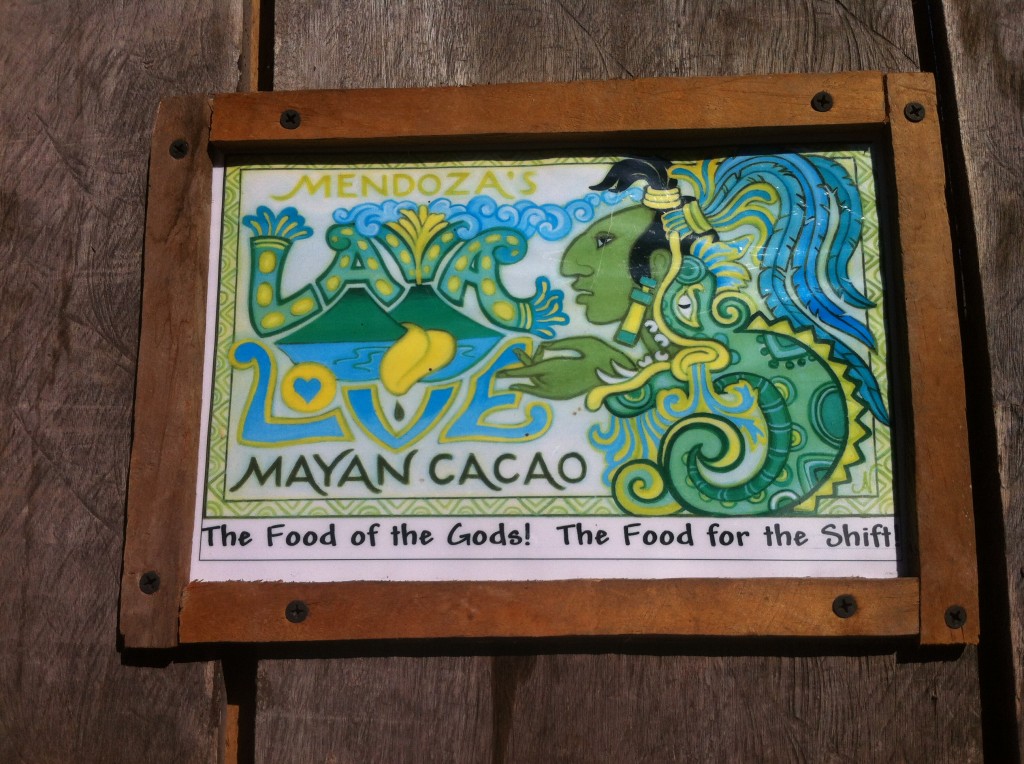 MENDOZA'S
LAVA
LOVE
MAYAN CACAO
The Food of the Gods! The Food for the Shift!